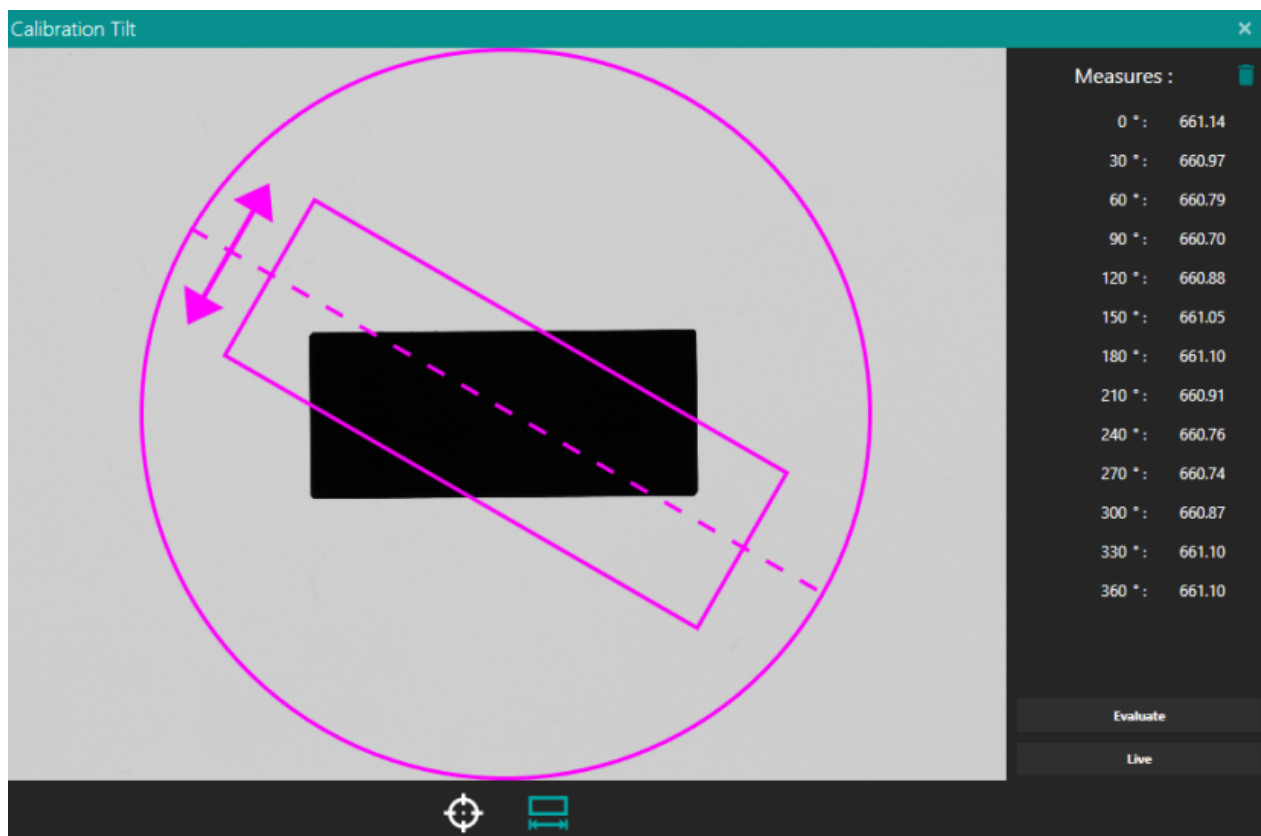 Calibration Tilt
Measures :
0 ° : 661.14
30 ° : 660.97
60 ° : 660.79
90 ° : 660.70
120 ° : 660.88
150 ° : 661.05
180 ° : 661.10
210 ° : 660.91
240 ° : 660.76
270 ° : 660.74
300 ° : 660.87
330 ° : 661.10
360 ° : 661.10
Evaluate
Live